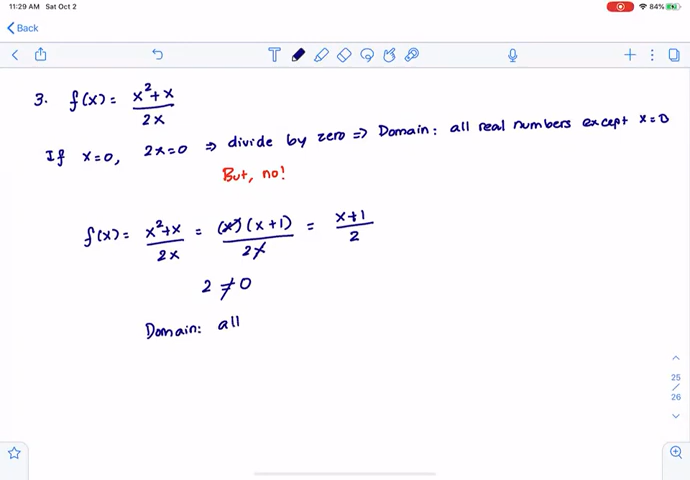 11:29 AM Sat Oct 2 84%
Back
T
3. f(x) = x²+x / 2x
If x=0, 2x=0 ⇒ divide by zero ⇒ Domain: all real numbers except x=0
But, no!
f(x) = x²+x / 2x = (x)(x+1) / 2x = x+1 / 2
2 ≠ 0
Domain: all
25
/
26